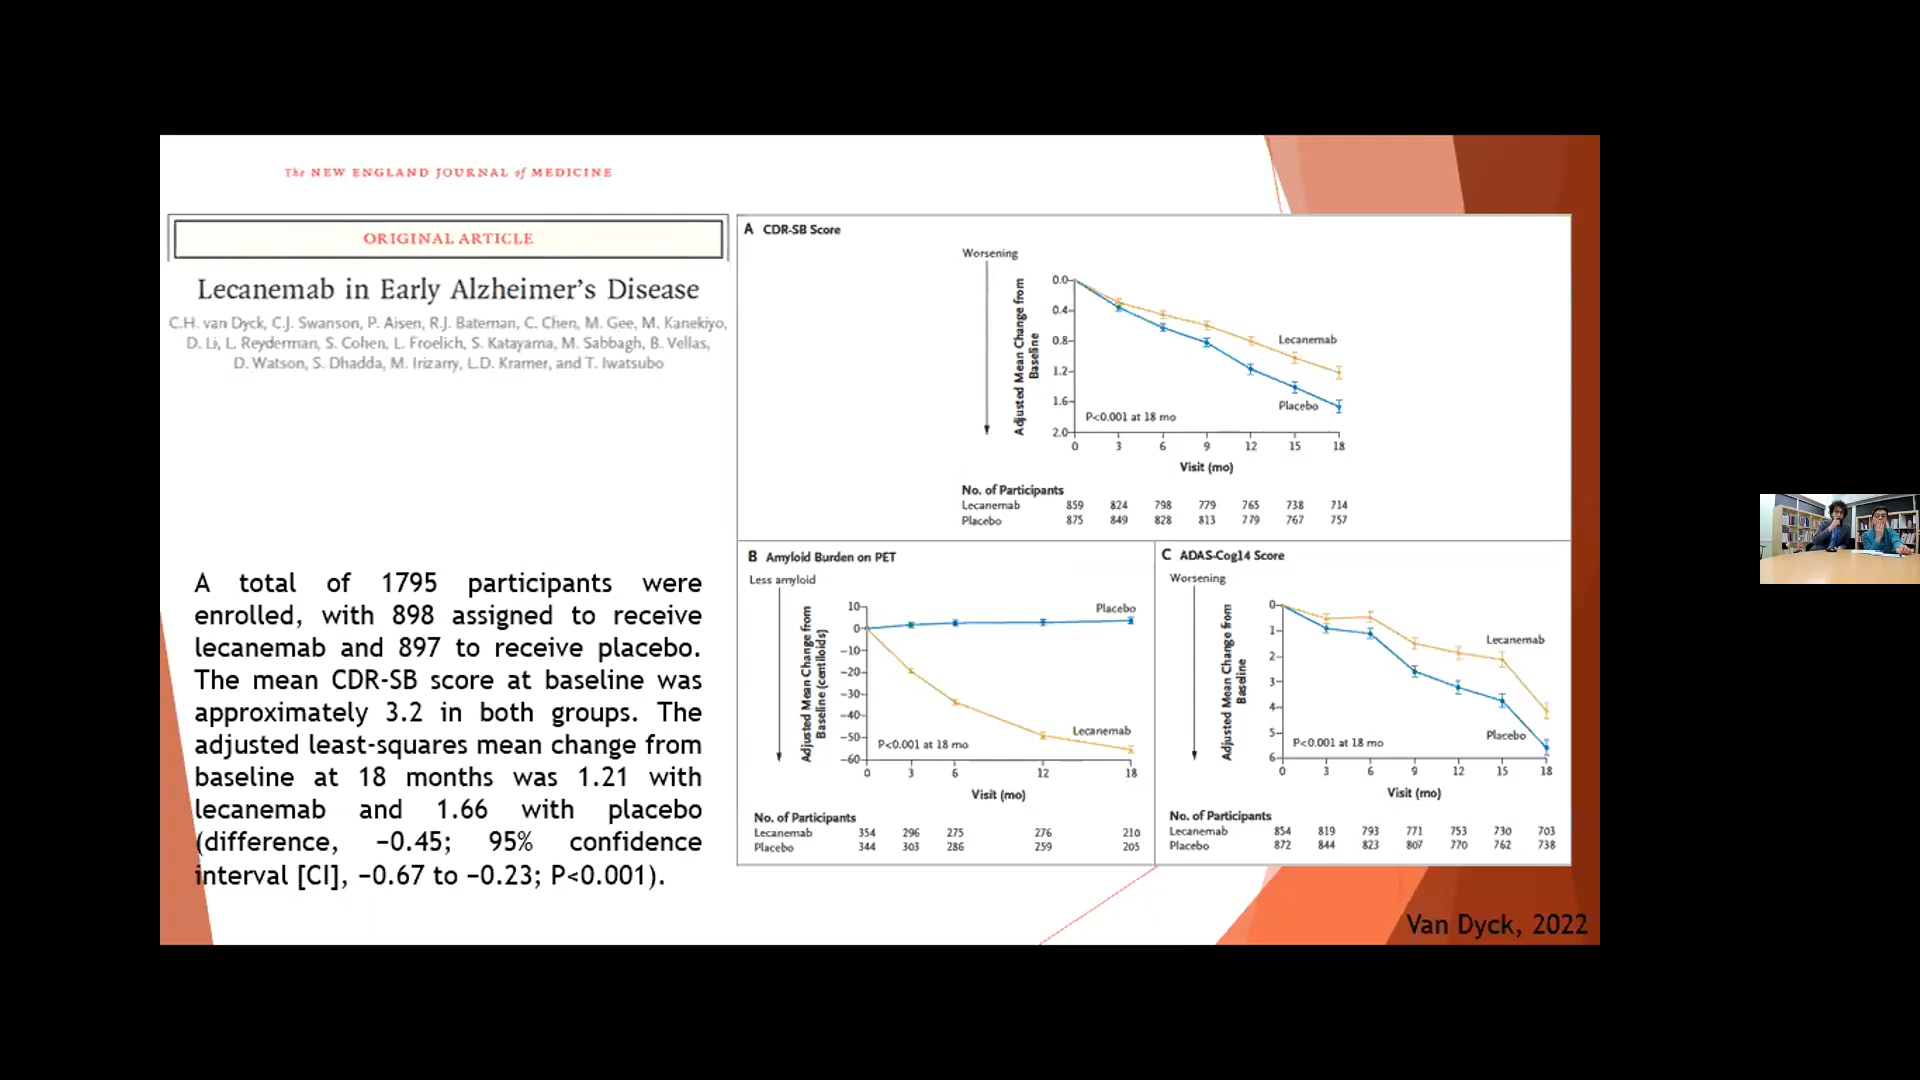 The NEW ENGLAND JOURNAL of MEDICINE
ORIGINAL ARTICLE
Lecanemab in Early Alzheimer's Disease
C.H. van Dyck, C.J. Swanson, P. Aisen, R.J. Bateman, C. Chen, M. Gee, M. Kanekiyo,
D. Li, L. Reyderman, S. Cohen, L. Froelich, S. Katayama, M. Sabbagh, B. Vellas,
D. Watson, S. Dhadda, M. Irizarry, L.D. Kramer, and T. Iwatsubo
A total of 1795 participants were
enrolled, with 898 assigned to receive
lecanemab and 897 to receive placebo.
The mean CDR-SB score at baseline was
approximately 3.2 in both groups. The
adjusted least-squares mean change from
baseline at 18 months was 1.21 with
lecanemab and 1.66 with placebo
(difference, −0.45; 95% confidence
interval [CI], −0.67 to −0.23; P<0.001).
A CDR-SB Score
Worsening
Adjusted Mean Change from
Baseline
0.0
0.4
0.8
1.2
1.6
2.0
Lecanemab
Placebo
P<0.001 at 18 mo
0 3 6 9 12 15 18
Visit (mo)
No. of Participants
Lecanemab 859 824 798 779 765 738 714
Placebo 875 849 828 813 779 767 757
B Amyloid Burden on PET
Less amyloid
Adjusted Mean Change from
Baseline (centiloids)
10
0
−10
−20
−30
−40
−50
−60
Placebo
Lecanemab
P<0.001 at 18 mo
0 3 6 12 18
Visit (mo)
No. of Participants
Lecanemab 354 296 275 276 210
Placebo 344 303 286 259 205
C ADAS-Cog14 Score
Worsening
Adjusted Mean Change from
Baseline
0
1
2
3
4
5
6
Lecanemab
Placebo
P<0.001 at 18 mo
0 3 6 9 12 15 18
Visit (mo)
No. of Participants
Lecanemab 854 819 793 771 753 730 703
Placebo 872 844 823 807 770 762 738
Van Dyck, 2022